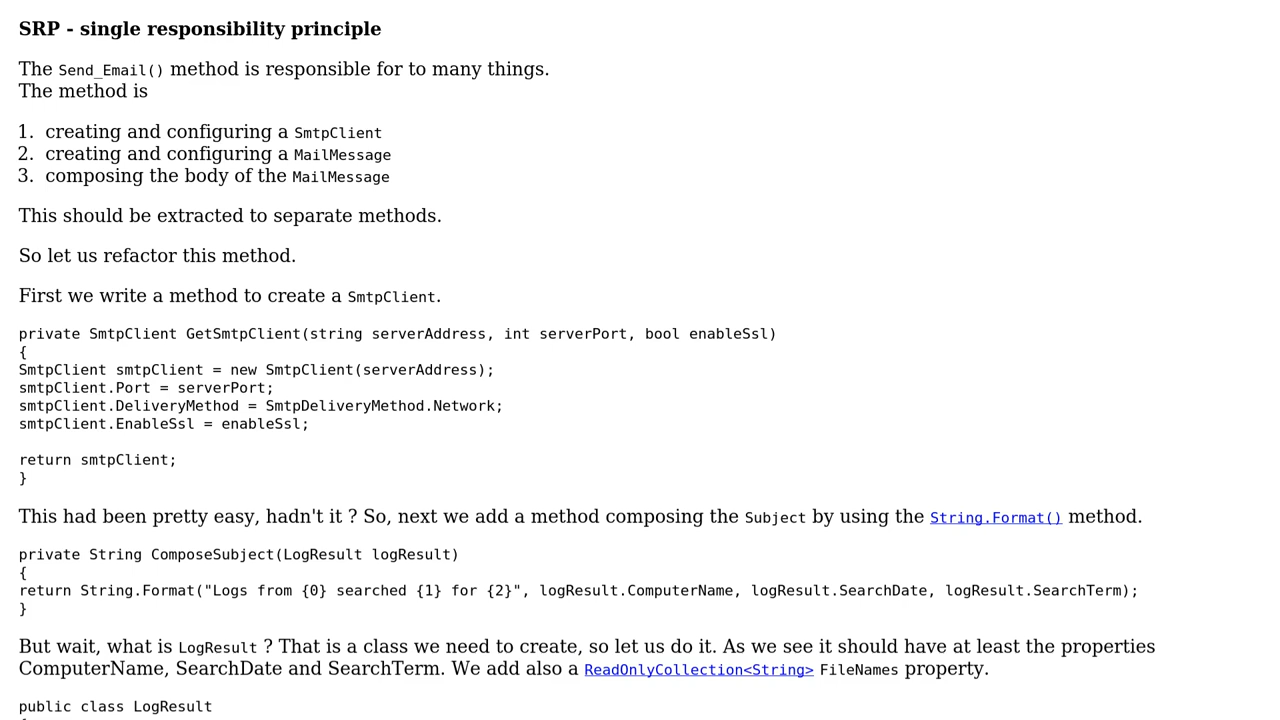 SRP - single responsibility principle
The Send_Email() method is responsible for to many things.
The method is
1. creating and configuring a SmtpClient
2. creating and configuring a MailMessage
3. composing the body of the MailMessage
This should be extracted to separate methods.
So let us refactor this method.
First we write a method to create a SmtpClient.
private SmtpClient GetSmtpClient(string serverAddress, int serverPort, bool enableSsl)
{
SmtpClient smtpClient = new SmtpClient(serverAddress);
smtpClient.Port = serverPort;
smtpClient.DeliveryMethod = SmtpDeliveryMethod.Network;
smtpClient.EnableSsl = enableSsl;
return smtpClient;
}
This had been pretty easy, hadn't it ? So, next we add a method composing the Subject by using the String.Format() method.
private String ComposeSubject(LogResult logResult)
{
return String.Format("Logs from {0} searched {1} for {2}", logResult.ComputerName, logResult.SearchDate, logResult.SearchTerm);
}
But wait, what is LogResult ? That is a class we need to create, so let us do it. As we see it should have at least the properties
ComputerName, SearchDate and SearchTerm. We add also a ReadOnlyCollection<String> FileNames property.
public class LogResult